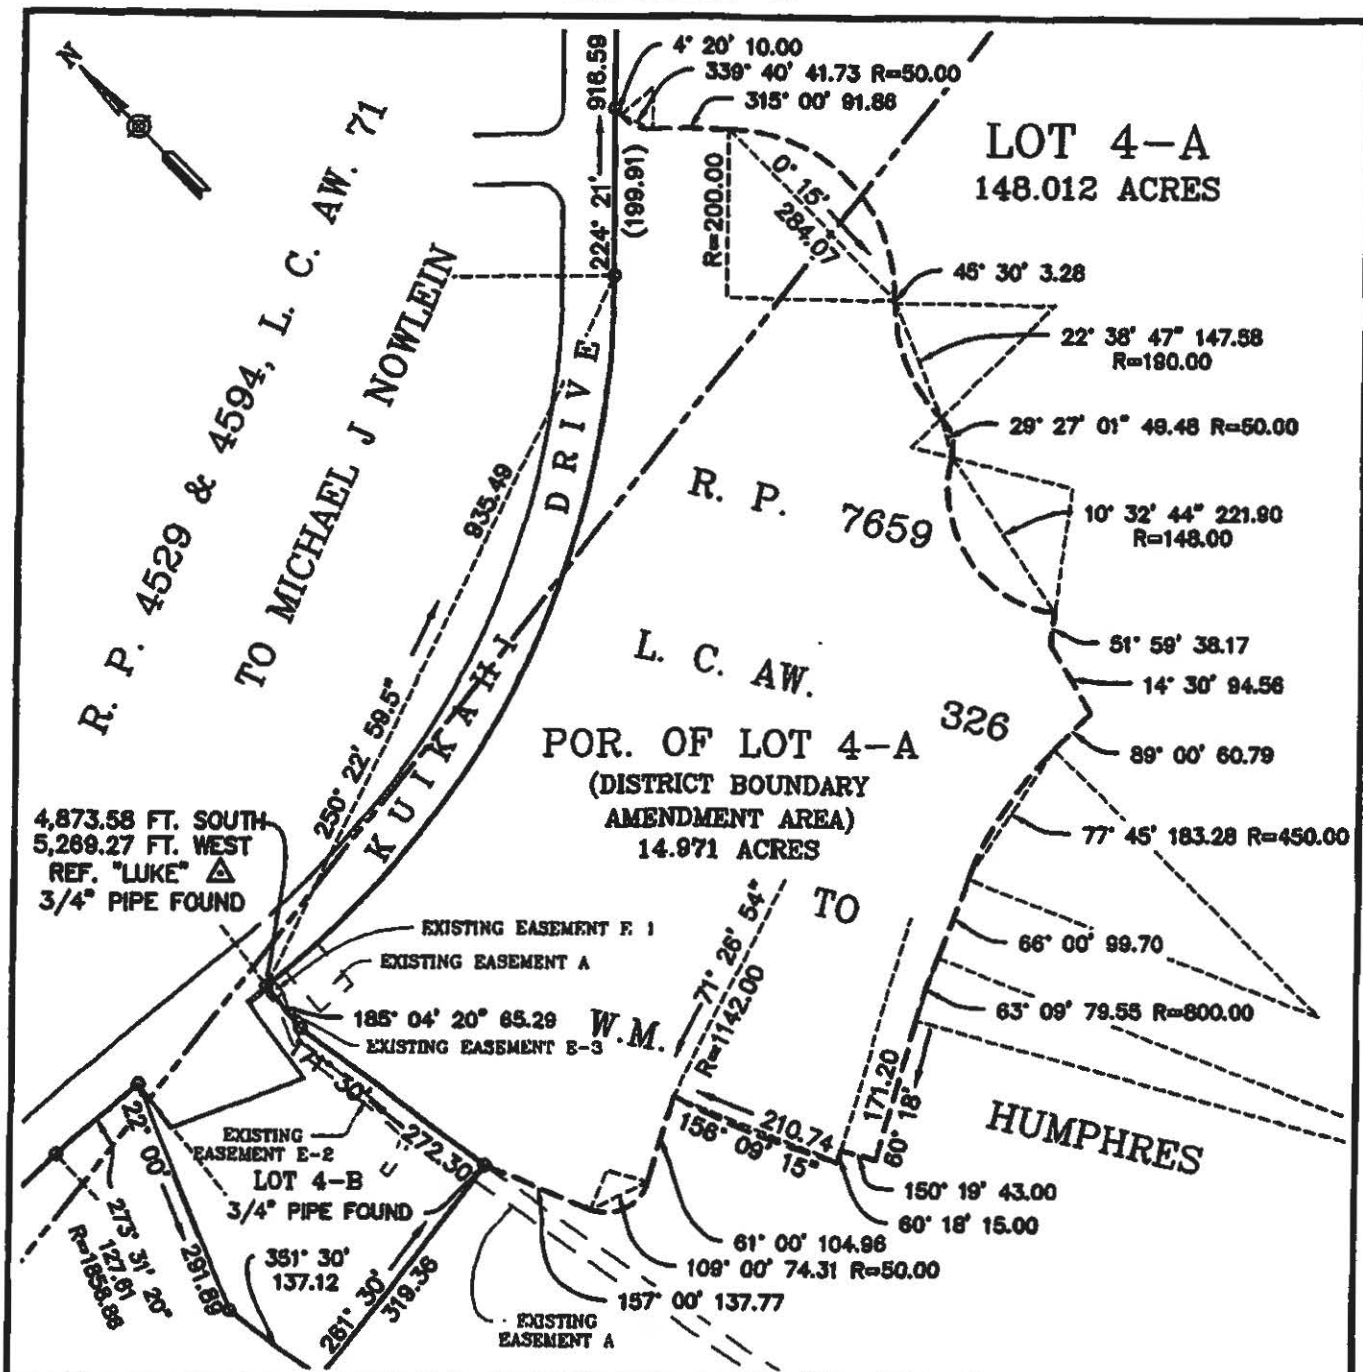 N
916.59
4° 20' 10.00
339° 40' 41.73 R=50.00
315° 00' 91.86
LOT 4-A
148.012 ACRES
224° 21'
(199.91)
R=200.00
0° 15'
284.07
45° 30' 3.28
22° 38' 47" 147.58
R=190.00
29° 27' 01" 49.48 R=50.00
10° 32' 44" 221.90
R=148.00
51° 59' 38.17
14° 30' 94.56
89° 00' 60.79
77° 45' 183.28 R=450.00
66° 00' 99.70
63° 09' 79.55 R=800.00
R. P. 4529 & 4594, L. C. AW. 71
TO MICHAEL J NOWLEIN
KUIKAHI DRIVE
935.49
250° 22' 59.5"
R. P. 7659
L. C. AW. 326
POR. OF LOT 4-A
(DISTRICT BOUNDARY
AMENDMENT AREA)
14.971 ACRES
TO
W.M.
HUMPHRES
4,873.58 FT. SOUTH
5,269.27 FT. WEST
REF. "LUKE"
3/4" PIPE FOUND
EXISTING EASEMENT E 1
EXISTING EASEMENT A
185° 04' 20" 65.29
EXISTING EASEMENT E-3
71° 26' 54"
R=1142.00
171.20
60° 18'
210.74
156° 09' 15"
150° 19' 43.00
60° 18' 15.00
61° 00' 104.96
109° 00' 74.31 R=50.00
157° 00' 137.77
30'
272.30
EXISTING
EASEMENT E-2
LOT 4-B
3/4" PIPE FOUND
22° 00'
291.89
273° 31' 20"
127.61
R=1858.86
351° 30'
137.12
261° 30'
319.36
EXISTING
EASEMENT A